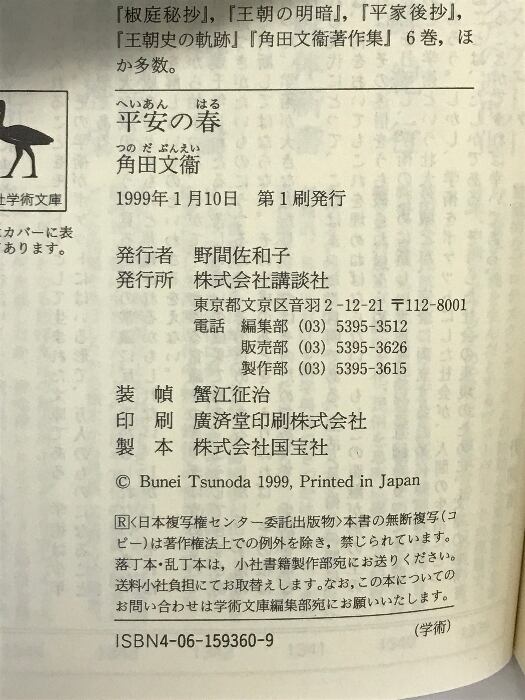 『椒庭秘抄』，『王朝の明暗』，『平家後抄』，
『王朝史の軌跡』『角田文衞著作集』6巻，ほ
か多数。
へいあん はる
平安の春
つの だ ぶんえい
角田文衞
1999年1月10日 第1刷発行
社学術文庫
カバーに表
あります。
発行者 野間佐和子
発行所 株式会社講談社
東京都文京区音羽2-12-21 〒112-8001
電話 編集部 (03) 5395-3512
販売部 (03) 5395-3626
製作部 (03) 5395-3615
装 幀 蟹江征治
印 刷 廣済堂印刷株式会社
製 本 株式会社国宝社
© Bunei Tsunoda 1999, Printed in Japan
Ⓡ〈日本複写権センター委託出版物〉本書の無断複写（コ
ピー）は著作権法上での例外を除き，禁じられています。
落丁本・乱丁本は，小社書籍製作部宛にお送りください。
送料小社負担にてお取替えします。なお，この本についての
お問い合わせは学術文庫編集部宛にお願いいたします。
ISBN4-06-159360-9
（学術）